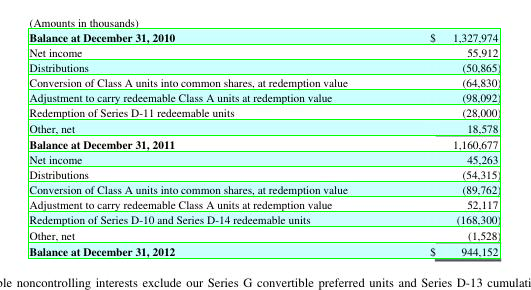 (Amounts in thousands)
Balance at December 31, 2010 $ 1,327,974
Net income 55,912
Distributions (50,865)
Conversion of Class A units into common shares, at redemption value (64,830)
Adjustment to carry redeemable Class A units at redemption value (98,092)
Redemption of Series D-11 redeemable units (28,000)
Other, net 18,578
Balance at December 31, 2011 1,160,677
Net income 45,263
Distributions (54,315)
Conversion of Class A units into common shares, at redemption value (89,762)
Adjustment to carry redeemable Class A units at redemption value 52,117
Redemption of Series D-10 and Series D-14 redeemable units (168,300)
Other, net (1,528)
Balance at December 31, 2012 $ 944,152
ble noncontrolling interests exclude our Series G convertible preferred units and Series D-13 cumulati